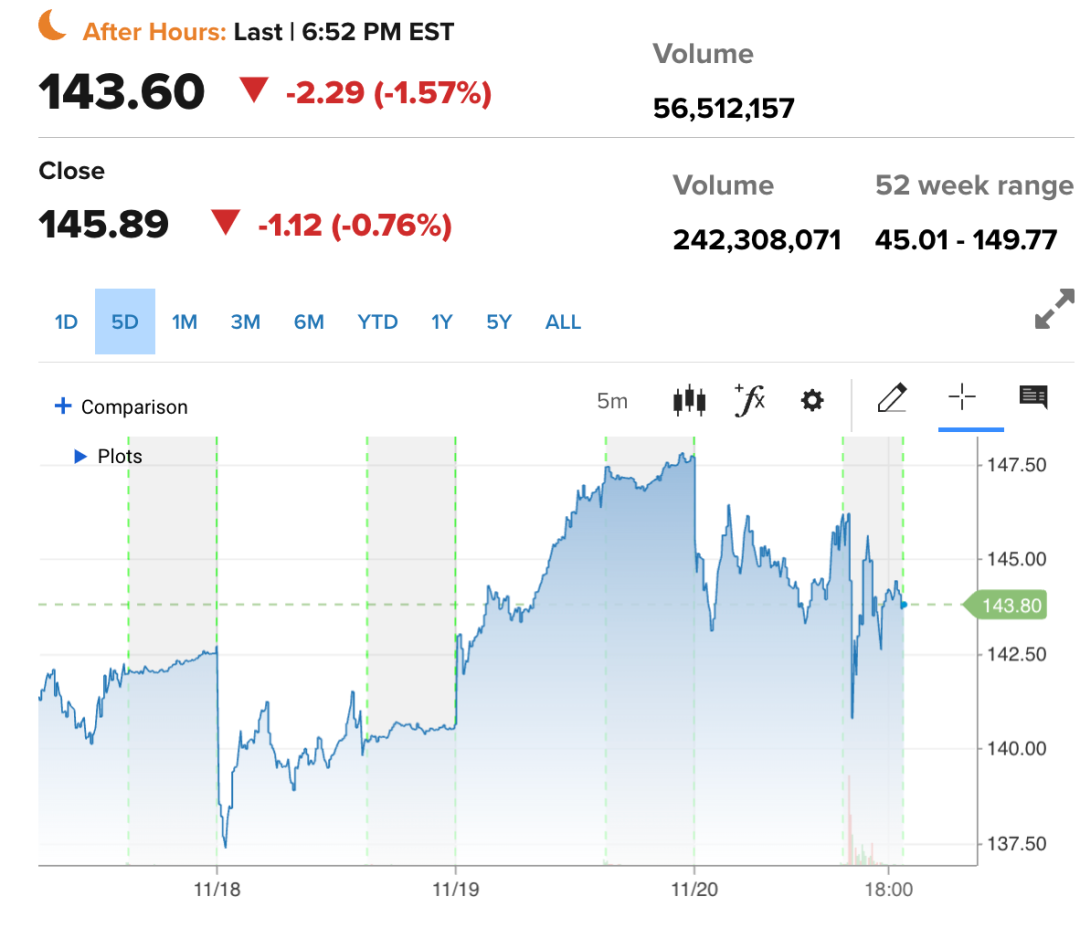 After Hours: Last | 6:52 PM EST
143.60 ▼ -2.29 (-1.57%)
Volume
56,512,157
Close
145.89 ▼ -1.12 (-0.76%)
Volume
242,308,071
52 week range
45.01 - 149.77
1D 5D 1M 3M 6M YTD 1Y 5Y ALL
+ Comparison
5m
+fx
Plots
147.50
145.00
143.80
142.50
140.00
137.50
11/18 11/19 11/20 18:00